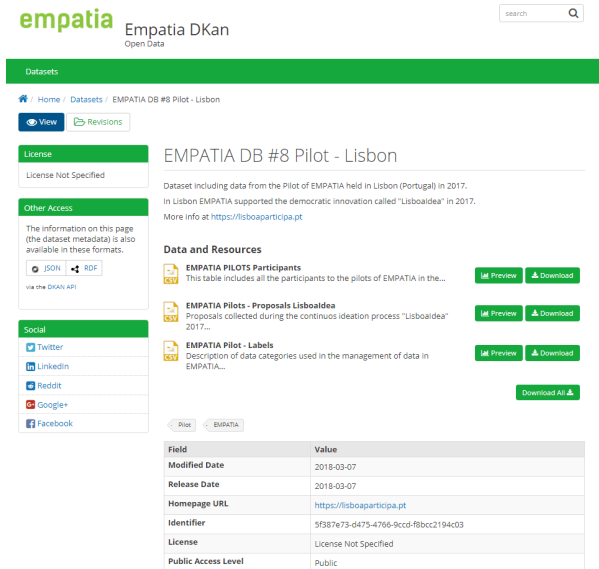 empatia
Empatia DKan
Open Data
search
Datasets
/ Home / Datasets / EMPATIA DB #8 Pilot - Lisbon
View
Revisions
License
License Not Specified
Other Access
The information on this page
(the dataset metadata) is also
available in these formats.
JSON
RDF
via the DKAN API
Social
Twitter
LinkedIn
Reddit
Google+
Facebook
EMPATIA DB #8 Pilot - Lisbon
Dataset including data from the Pilot of EMPATIA held in Lisbon (Portugal) in 2017.
In Lisbon EMPATIA supported the democratic innovation called "LisboaIdea" in 2017.
More info at https://lisboaparticipa.pt
Data and Resources
CSV
EMPATIA PILOTS Participants
This table includes all the participants to the pilots of EMPATIA in the...
Preview
Download
CSV
EMPATIA Pilots - Proposals LisboaIdea
Proposals collected during the continuos ideation process "LisboaIdea"
2017...
Preview
Download
CSV
EMPATIA Pilot - Labels
Description of data categories used in the management of data in
EMPATIA...
Preview
Download
Download All
Pilot
EMPATIA
Field Value
Modified Date 2018-03-07
Release Date 2018-03-07
Homepage URL https://lisboaparticipa.pt
Identifier 5f387e73-d475-4766-9ccd-f8bcc2194c03
License License Not Specified
Public Access Level Public